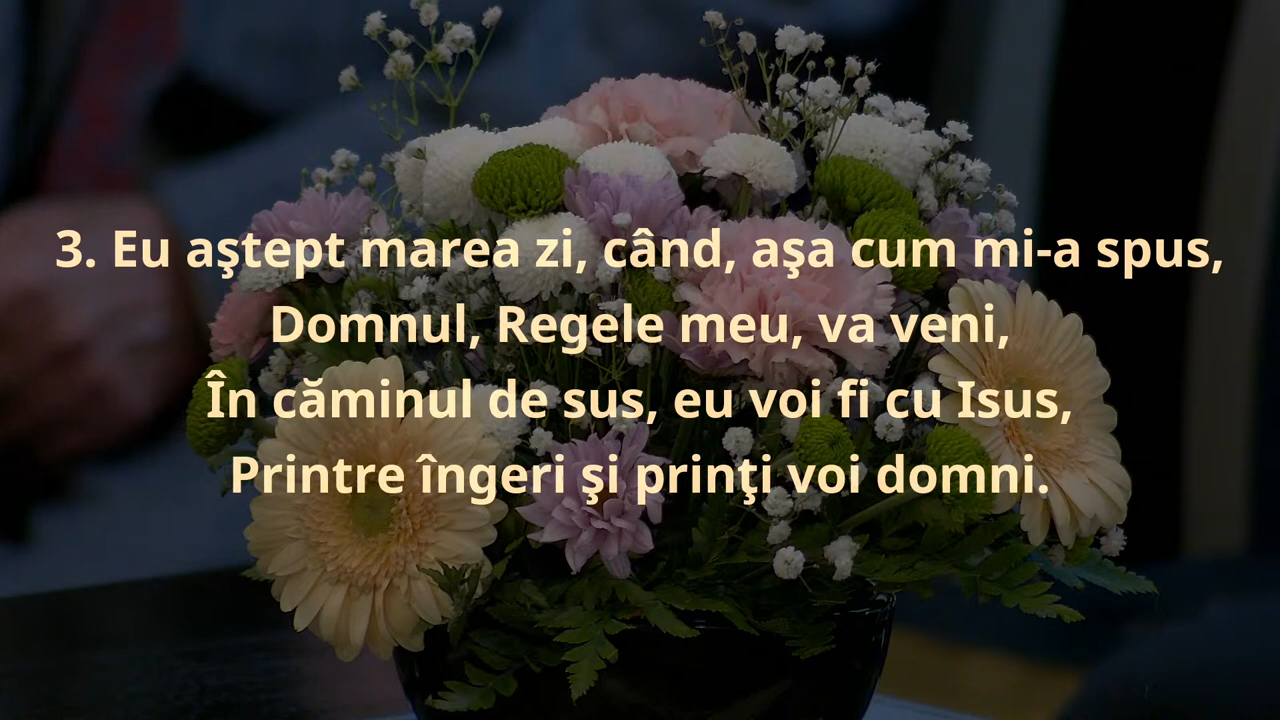 3. Eu aştept marea zi, când, aşa cum mi-a spus,
Domnul, Regele meu, va veni,
În căminul de sus, eu voi fi cu Isus,
Printre îngeri şi prinţi voi domni.